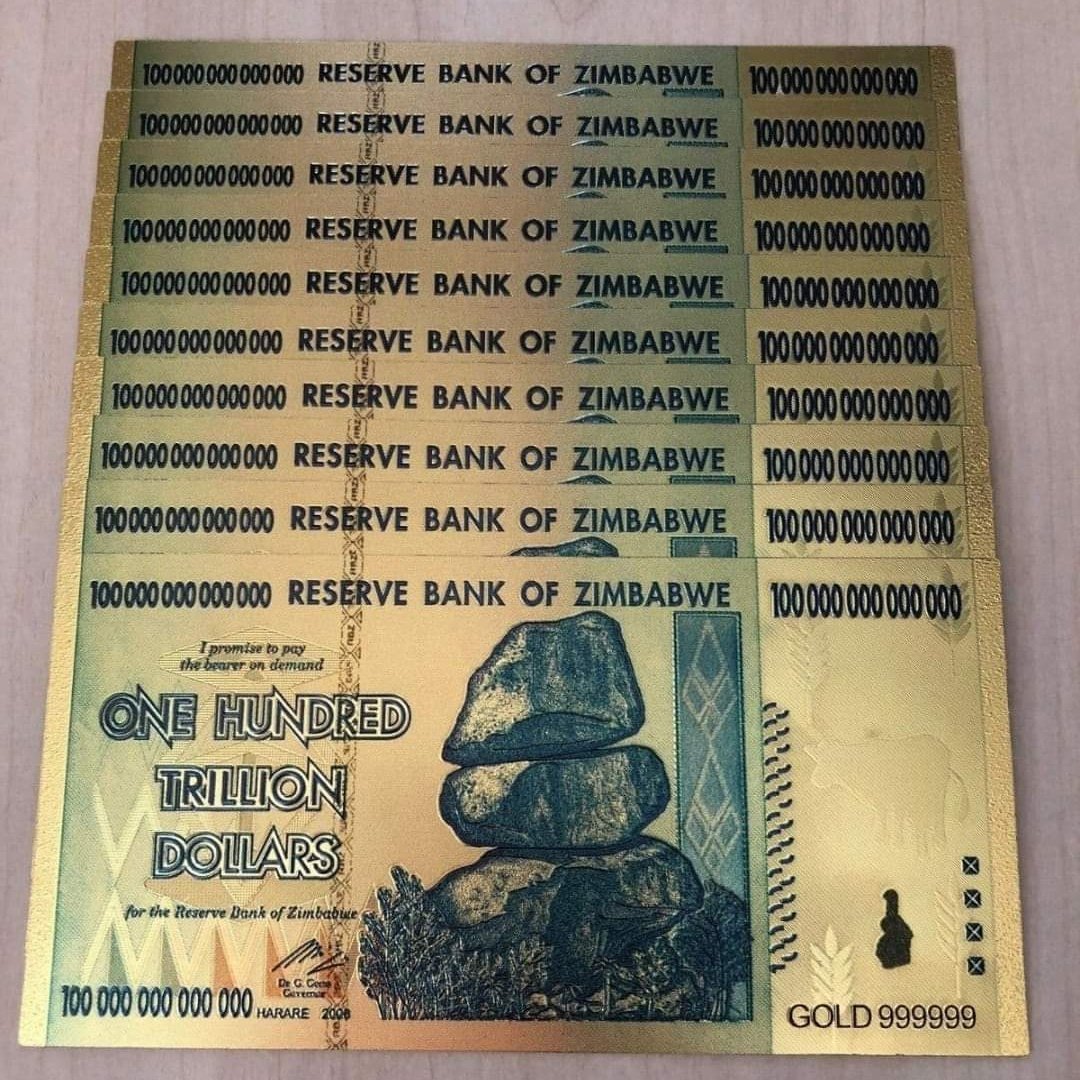 100 000 000 000 000 RESERVE BANK OF ZIMBABWE 100 000 000 000 000
100 000 000 000 000 RESERVE BANK OF ZIMBABWE 100 000 000 000 000
100 000 000 000 000 RESERVE BANK OF ZIMBABWE 100 000 000 000 000
100 000 000 000 000 RESERVE BANK OF ZIMBABWE 100 000 000 000 000
100 000 000 000 000 RESERVE BANK OF ZIMBABWE 100 000 000 000 000
100 000 000 000 000 RESERVE BANK OF ZIMBABWE 100 000 000 000 000
100 000 000 000 000 RESERVE BANK OF ZIMBABWE 100 000 000 000 000
100 000 000 000 000 RESERVE BANK OF ZIMBABWE 100 000 000 000 000
100 000 000 000 000 RESERVE BANK OF ZIMBABWE 100 000 000 000 000
100 000 000 000 000 RESERVE BANK OF ZIMBABWE 100 000 000 000 000
I promise to pay
the bearer on demand
ONE HUNDRED
TRILLION
DOLLARS
for the Reserve Bank of Zimbabwe
Dr G. Gono
Governor
100 000 000 000 000 HARARE 2008
GOLD 999999